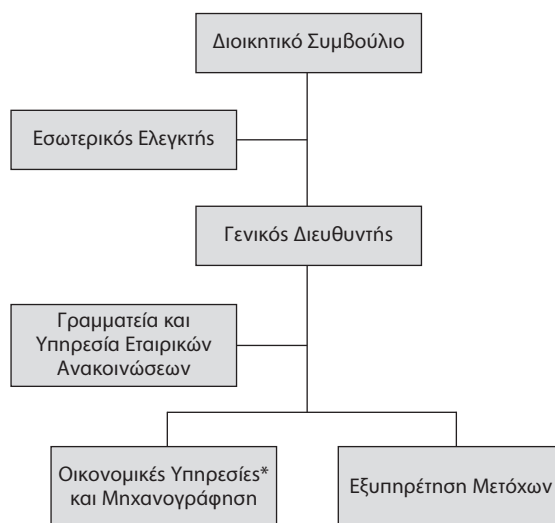 Διοικητικό Συμβούλιο
Εσωτερικός Ελεγκτής
Γενικός Διευθυντής
Γραμματεία και
Υπηρεσία Εταιρικών
Ανακοινώσεων
Οικονομικές Υπηρεσίες*
και Μηχανογράφηση
Εξυπηρέτηση Μετόχων